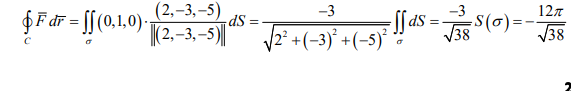 ∮_C F̅ dr̅ = ∬_σ (0,1,0)·(2,−3,−5)/‖(2,−3,−5)‖ dS = −3/√(2² + (−3)² + (−5)²) ∬_σ dS = −3/√38 S(σ) = −12π/√38